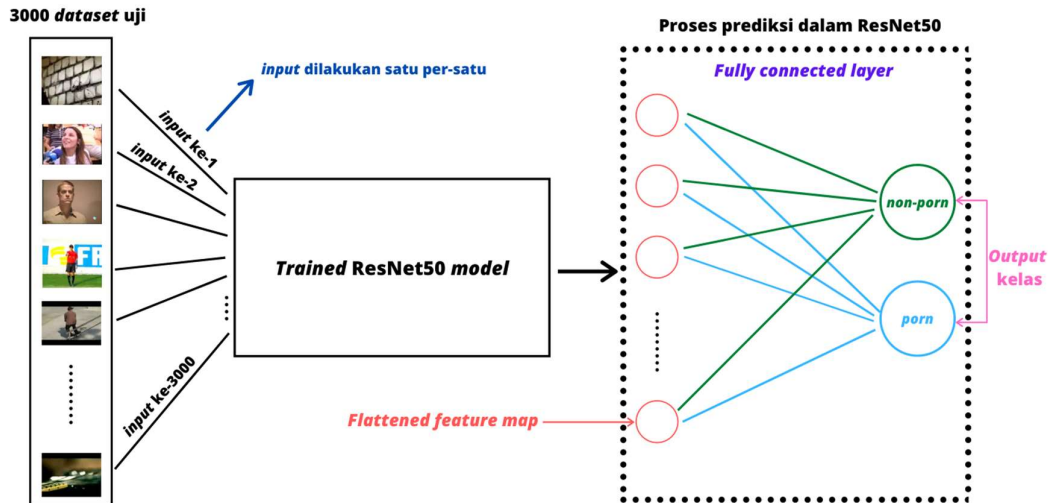 3000 dataset uji
Proses prediksi dalam ResNet50
input dilakukan satu per-satu
Fully connected layer
input ke-1
input ke-2
non-porn
Trained ResNet50 model
Output
kelas
porn
input ke-3000
Flattened feature map